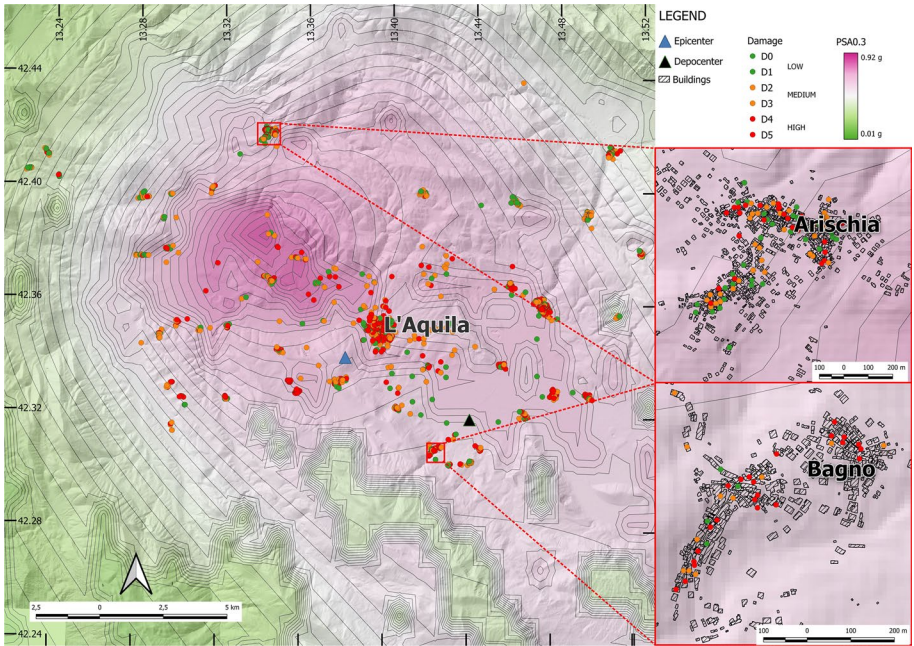 13.24
13.28
13.32
13.36
13.40
13.44
13.48
13.52
42.44
42.40
42.36
42.32
42.28
42.24
L'Aquila
2,5 0 2,5 5 km
LEGEND
Epicenter
Depocenter
Buildings
Damage
D0
D1
D2
D3
D4
D5
LOW
MEDIUM
HIGH
PSA0.3
0.92 g
0.01 g
Arischia
100 0 100 200 m
Bagno
100 0 100 200 m